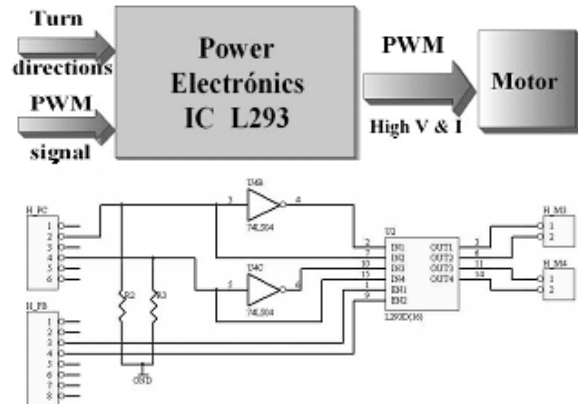 Turn
directions
PWM
signal
Power
Electrónics
IC L293
PWM
High V & I
Motor
H_PC
1
2
3
4
5
6
3
U4B
4
74LS04
5
U4C
6
74LS04
R2
R3
GND
H_PB
1
2
3
4
5
6
7
8
U2
2 IN1 OUT1 3
7 IN2 OUT2 6
10 IN3 OUT3 11
15 IN4 OUT4 14
1 EN1
9 EN2
L293D(16)
H_M3
1
2
H_M4
1
2